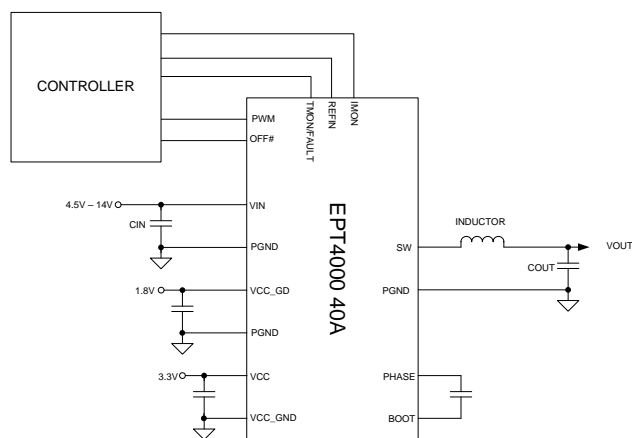 CONTROLLER
TMON/FAULT
REFIN
IMON
PWM
OFF#
4.5V – 14V
VIN
CIN
PGND
EPT4000 40A
INDUCTOR
SW
VOUT
COUT
PGND
1.8V
VCC_GD
PGND
3.3V
VCC
PHASE
VCC_GND
BOOT